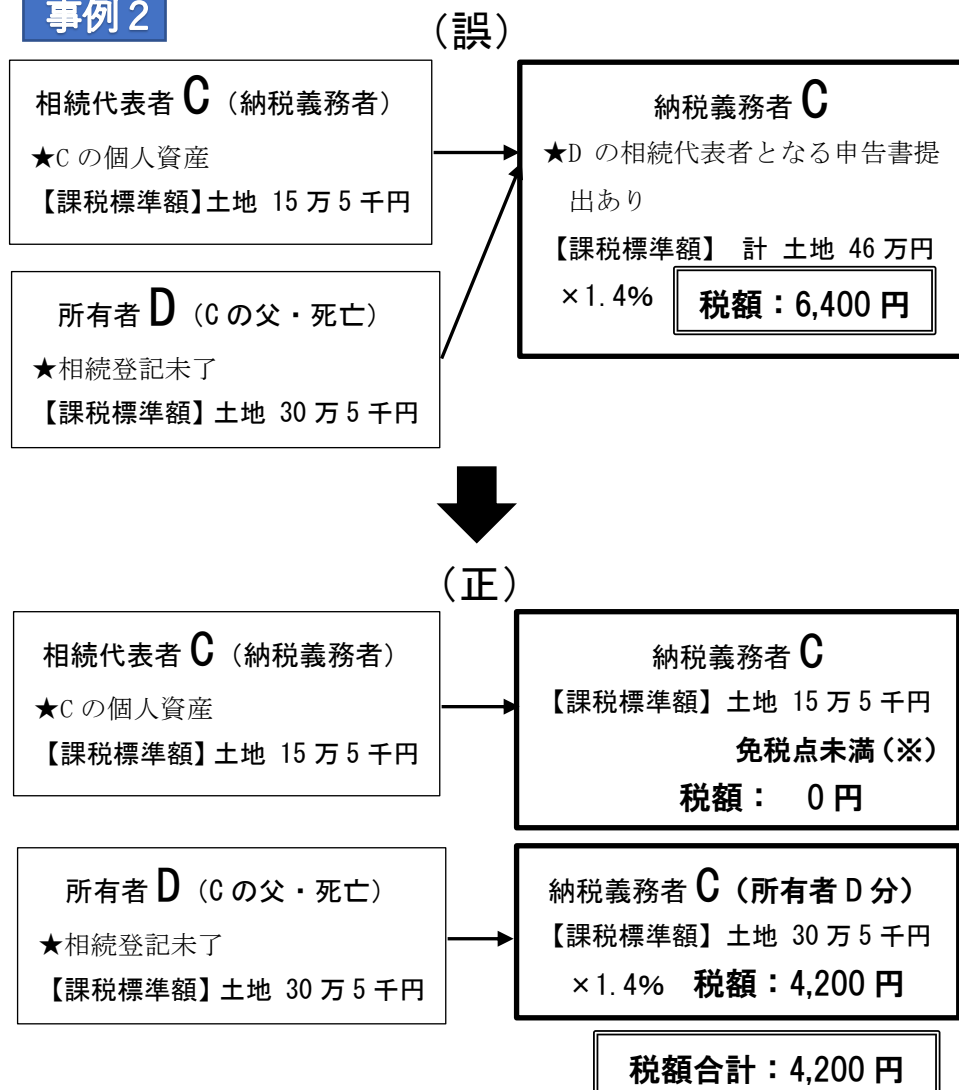 事例２
（誤）
相続代表者 C（納税義務者）
★C の個人資産
【課税標準額】土地 15 万 5 千円
所有者 D（C の父・死亡）
★相続登記未了
【課税標準額】土地 30 万 5 千円
納税義務者 C
★D の相続代表者となる申告書提
出あり
【課税標準額】 計 土地 46 万円
×1.4% 税額：6,400 円
（正）
相続代表者 C（納税義務者）
★C の個人資産
【課税標準額】土地 15 万 5 千円
納税義務者 C
【課税標準額】土地 15 万 5 千円
免税点未満（※）
税額： 0 円
所有者 D（C の父・死亡）
★相続登記未了
【課税標準額】土地 30 万 5 千円
納税義務者 C（所有者 D 分）
【課税標準額】土地 30 万 5 千円
×1.4% 税額：4,200 円
税額合計：4,200 円